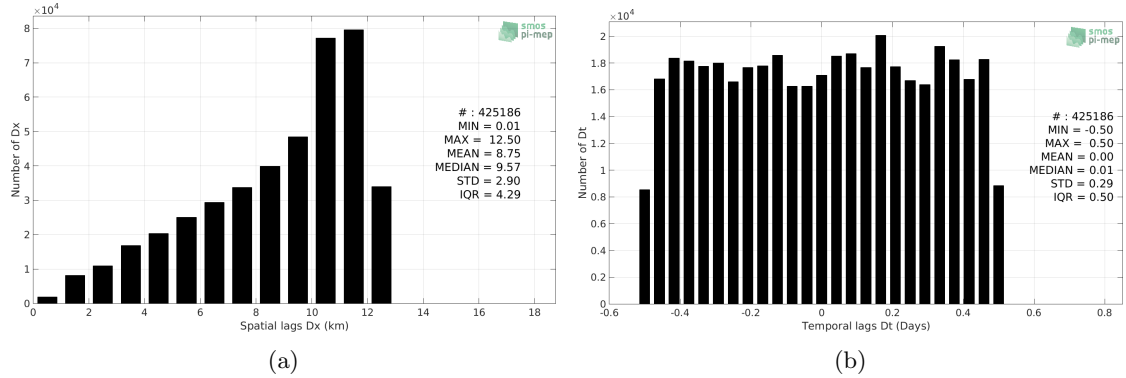 ×10⁴
8
7
6
5
4
3
2
1
0
Number of Dx
0 2 4 6 8 10 12 14 16 18
Spatial lags Dx (km)
smos
pi-mep
# : 425186
MIN = 0.01
MAX = 12.50
MEAN = 8.75
MEDIAN = 9.57
STD = 2.90
IQR = 4.29
(a)
×10⁴
2
1.8
1.6
1.4
1.2
1
0.8
0.6
0.4
0.2
0
Number of Dt
-0.6 -0.4 -0.2 0 0.2 0.4 0.6 0.8
Temporal lags Dt (Days)
smos
pi-mep
# : 425186
MIN = -0.50
MAX = 0.50
MEAN = 0.00
MEDIAN = 0.01
STD = 0.29
IQR = 0.50
(b)